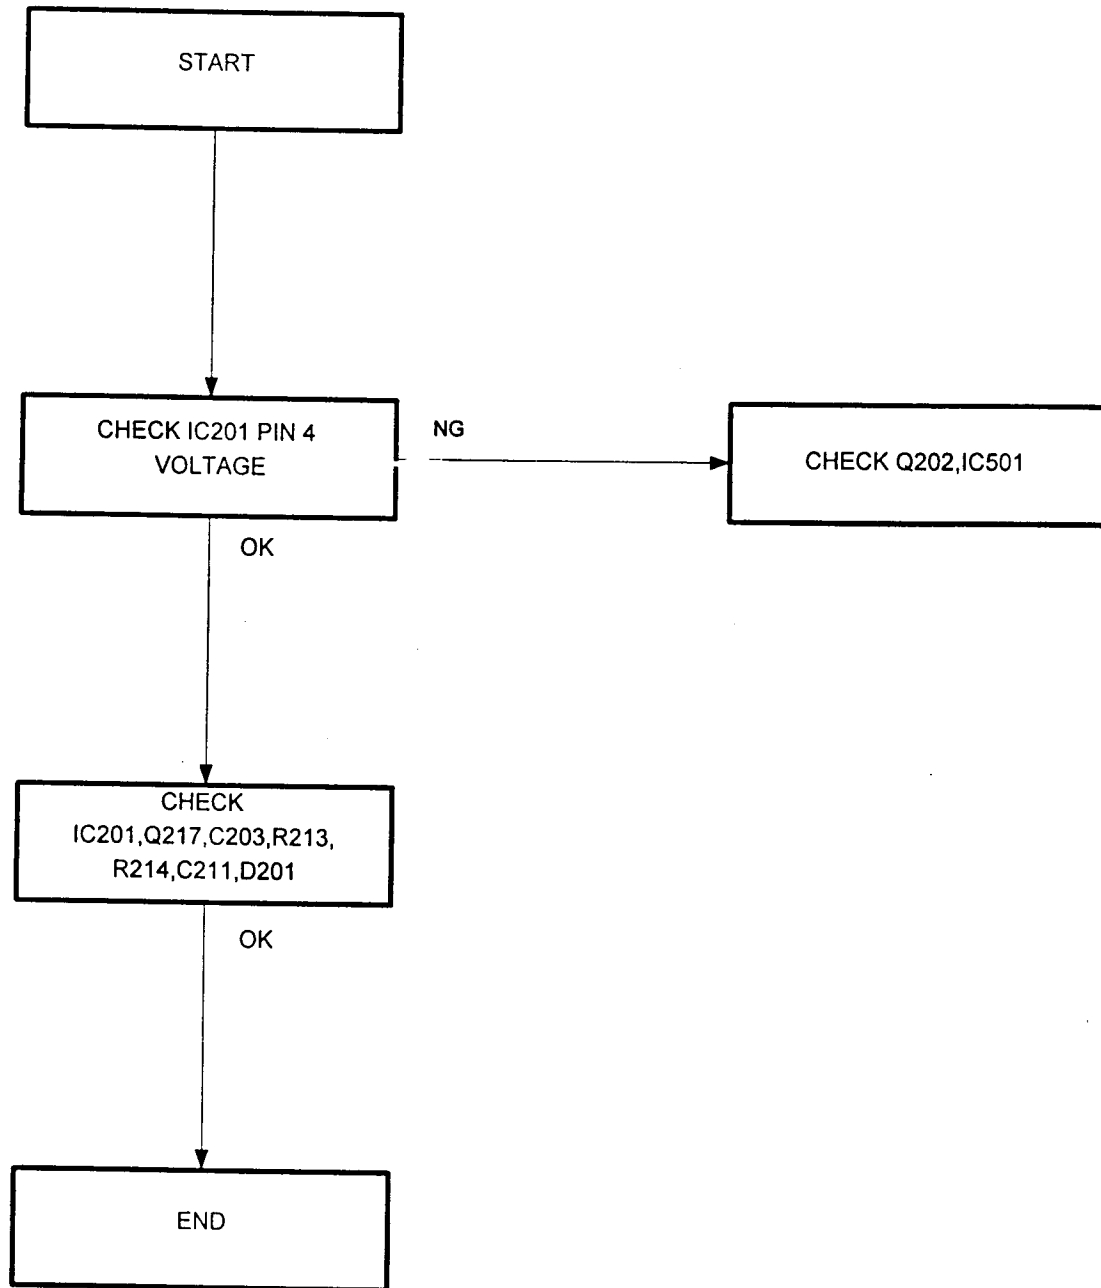 START
CHECK IC201 PIN 4
VOLTAGE
NG
CHECK Q202,IC501
OK
CHECK
IC201,Q217,C203,R213,
R214,C211,D201
OK
END